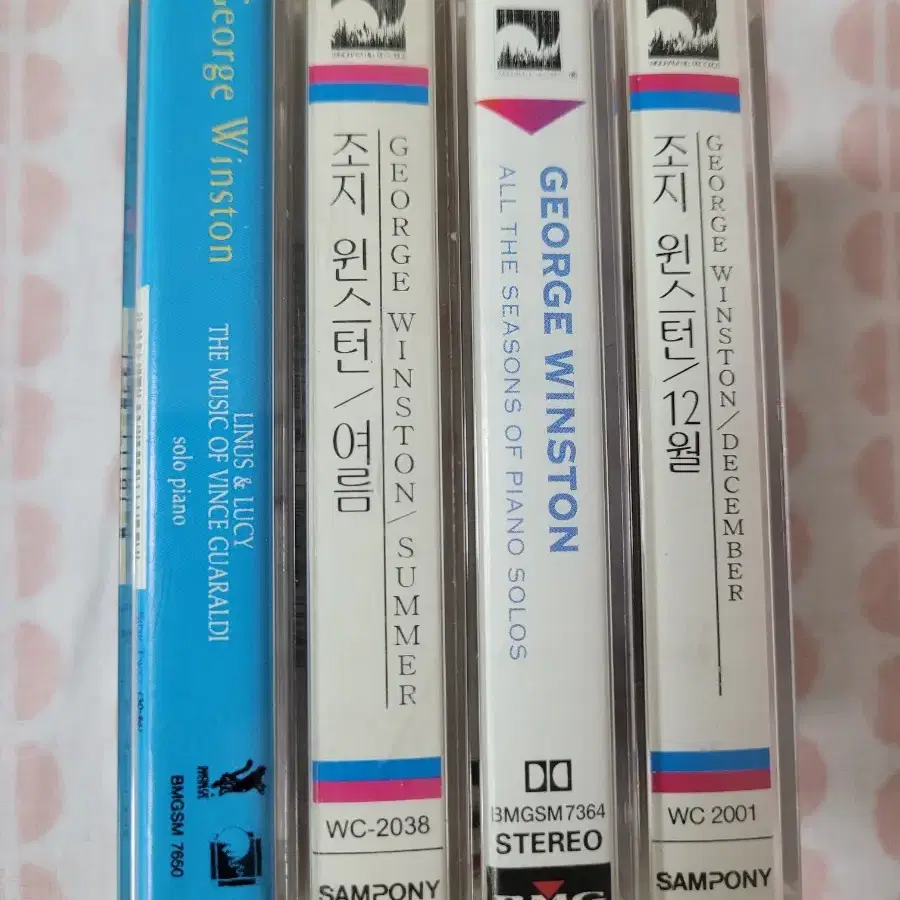 George Winston
LINUS & LUCY
THE MUSIC OF VINCE GUARALDI
solo piano
BMGSM 7650
조지 윈스턴/여름
GEORGE WINSTON/SUMMER
WC-2038
SAMPONY
GEORGE WINSTON
ALL THE SEASONS OF PIANO SOLOS
BMGSM7364
STEREO
BMG
조지 윈스턴/12월
GEORGE WINSTON/DECEMBER
WC 2001
SAMPONY